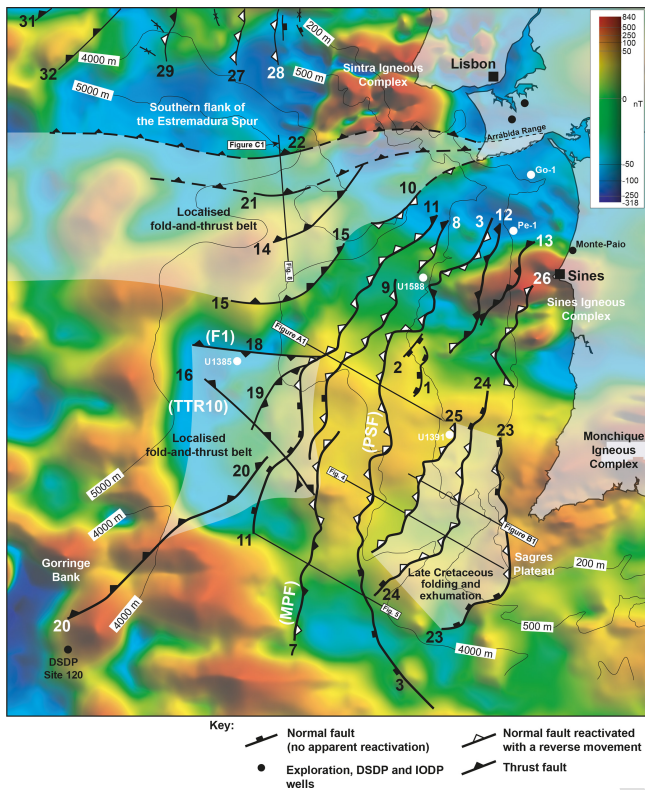 31
32
4000 m
5000 m
29
27
28
200 m
500 m
Sintra Igneous
Complex
Lisbon
840
500
250
100
50
0
nT
-50
-100
-250
-318
Southern flank of
the Estremadura Spur
Arrábida Range
Figure C1
22
Go-1
21
10
11
8
3
12
Pe-1
13
Localised
fold-and-thrust belt
14
15
Monte-Paio
Fig. 8
9
U1588
26
Sines
15
Sines Igneous
Complex
(F1)
18
Figure A1
U1385
16
2
1
24
(TTR10)
19
25
23
(PSF)
U1391
Localised
fold-and-thrust belt
20
Monchique
Igneous
Complex
5000 m
Fig. 4
4000 m
11
Figure B1
Gorringe
Bank
Sagres
Plateau
200 m
Late Cretaceous
folding and
exhumation
4000 m
24
(MPF)
Fig. 5
20
500 m
23
4000 m
7
DSDP
Site 120
3
Key:
Normal fault
(no apparent reactivation)
Normal fault reactivated
with a reverse movement
Exploration, DSDP and IODP
wells
Thrust fault